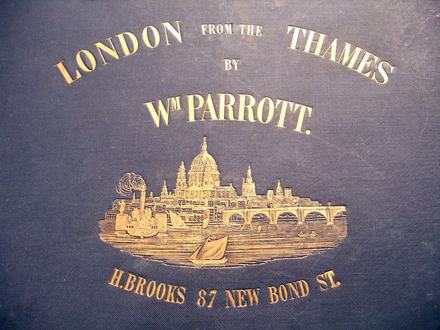 LONDON FROM THE THAMES
BY
WM PARROTT.
H. BROOKS 87 NEW BOND ST.